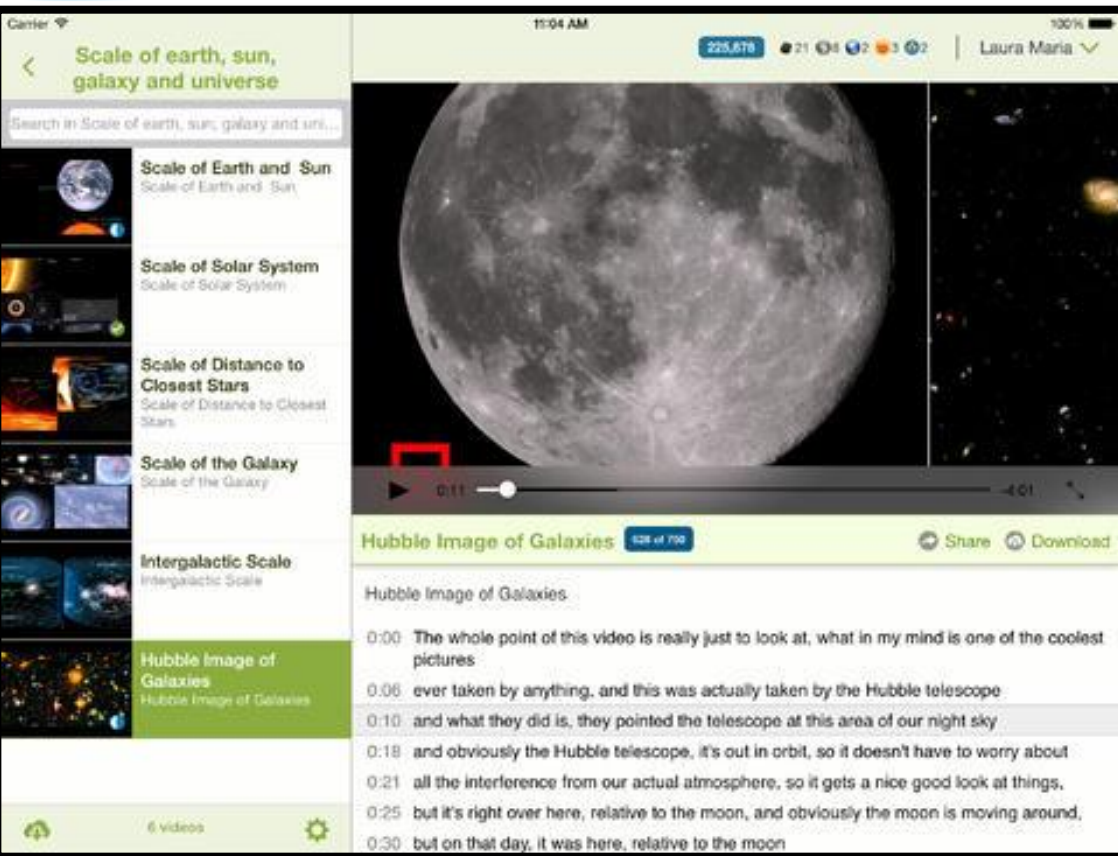 Carrier
11:04 AM
100%
Scale of earth, sun,
galaxy and universe
225,678
21 8 2 3 2
Laura Maria
Search in Scale of earth, sun, galaxy and uni...
Scale of Earth and Sun
Scale of Earth and Sun
Scale of Solar System
Scale of Solar System
Scale of Distance to
Closest Stars
Scale of Distance to Closest
Stars
Scale of the Galaxy
Scale of the Galaxy
Intergalactic Scale
Intergalactic Scale
Hubble Image of
Galaxies
Hubble Image of Galaxies
6 videos
0:11
-4:01
Hubble Image of Galaxies
628 of 750
Share
Download
Hubble Image of Galaxies
0:00 The whole point of this video is really just to look at, what in my mind is one of the coolest
pictures
0:06 ever taken by anything, and this was actually taken by the Hubble telescope
0:10 and what they did is, they pointed the telescope at this area of our night sky
0:18 and obviously the Hubble telescope, it's out in orbit, so it doesn't have to worry about
0:21 all the interference from our actual atmosphere, so it gets a nice good look at things,
0:25 but it's right over here, relative to the moon, and obviously the moon is moving around,
0:30 but on that day, it was here, relative to the moon